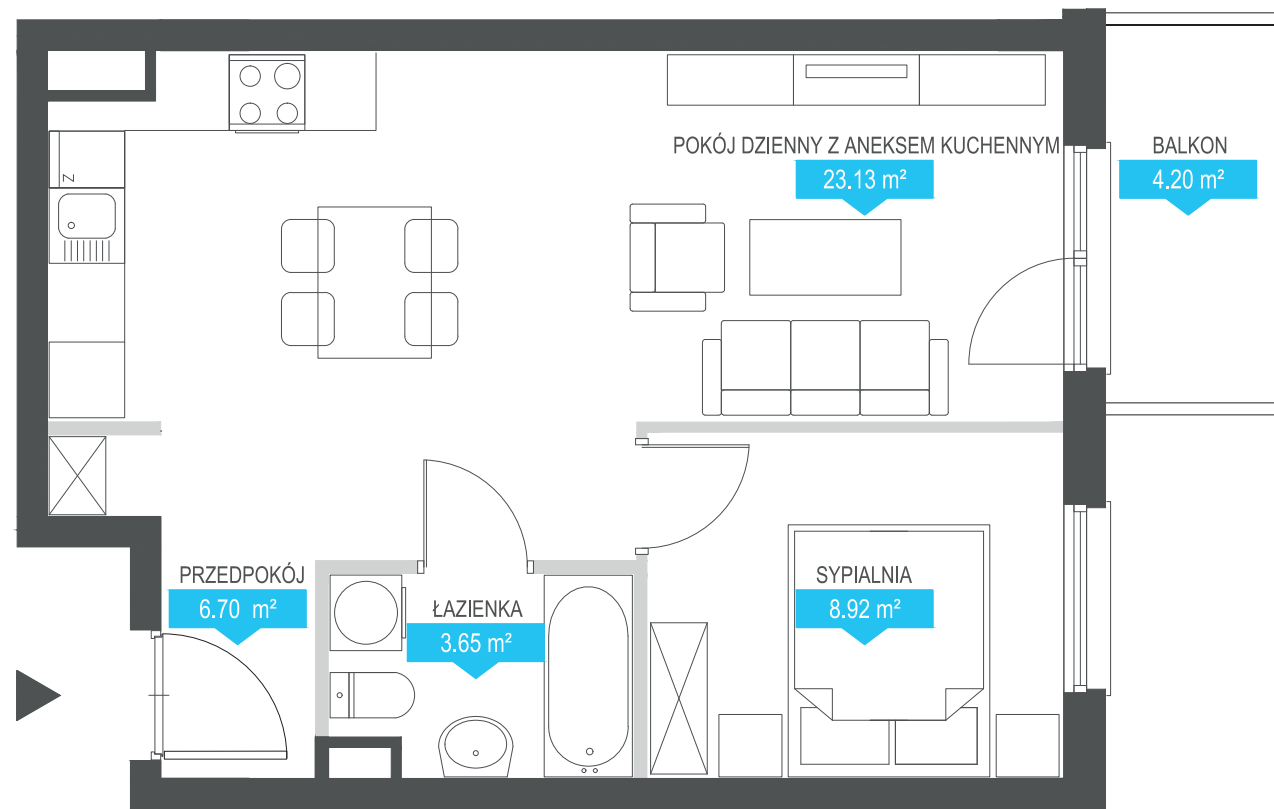 POKÓJ DZIENNY Z ANEKSEM KUCHENNYM
23.13 m²
BALKON
4.20 m²
Z
PRZEDPOKÓJ
6.70 m²
ŁAZIENKA
3.65 m²
SYPIALNIA
8.92 m²